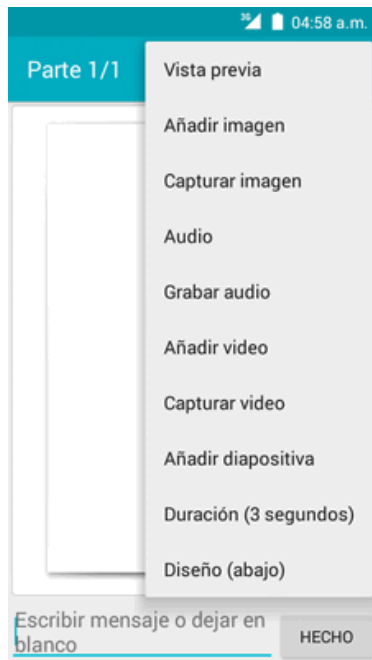 3G 04:58 a.m.
Parte 1/1
Vista previa
Añadir imagen
Capturar imagen
Audio
Grabar audio
Añadir video
Capturar video
Añadir diapositiva
Duración (3 segundos)
Diseño (abajo)
Escribir mensaje o dejar en
blanco
HECHO